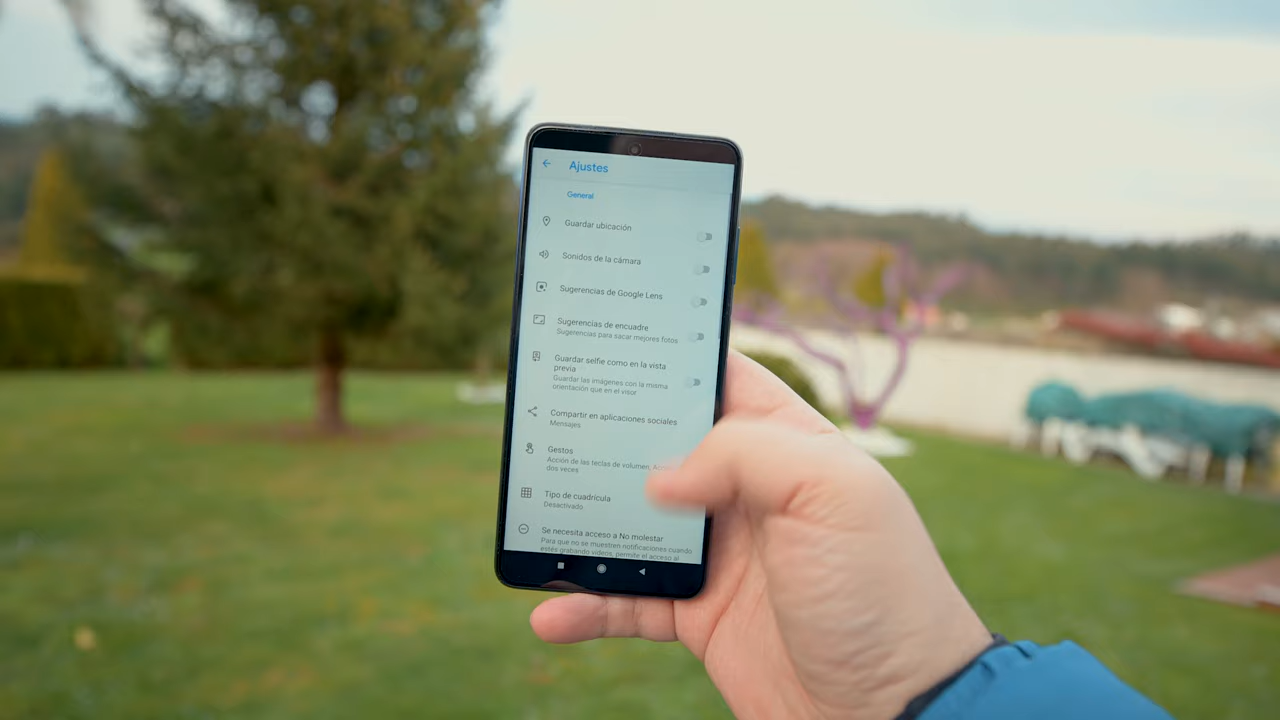 Ajustes
General
Guardar ubicación
Sonidos de la cámara
Sugerencias de Google Lens
Sugerencias de encuadre
Sugerencias para sacar mejores fotos
Guardar selfie como en la vista
previa
Guardar las imágenes con la misma
orientación que en el visor
Compartir en aplicaciones sociales
Mensajes
Gestos
Acción de las teclas de volumen,
dos veces
Tipo de cuadrícula
Desactivado
Se necesita acceso a No molestar
Para que no se muestren notificaciones cuando
estés grabando vídeos, permite el acceso al